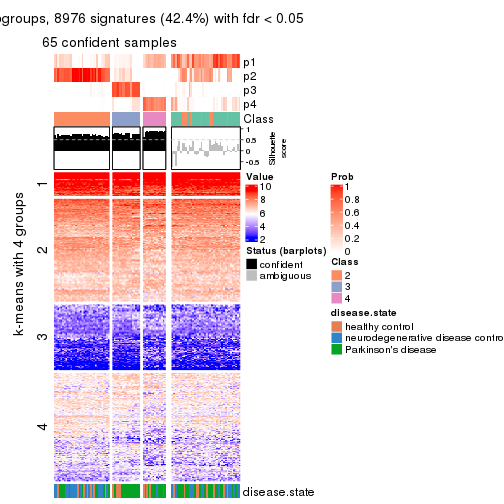 ogroups, 8976 signatures (42.4%) with fdr < 0.05
65 confident samples
p1
p2
p3
p4
Class
1
0.5
0
-0.5
Silhouette
score
k-means with 4 groups
1
2
3
4
Value
10
8
6
4
2
Status (barplots)
confident
ambiguous
Prob
1
0.8
0.6
0.4
0.2
0
Class
2
3
4
disease.state
healthy control
neurodegenerative disease contro
Parkinson's disease
disease.state